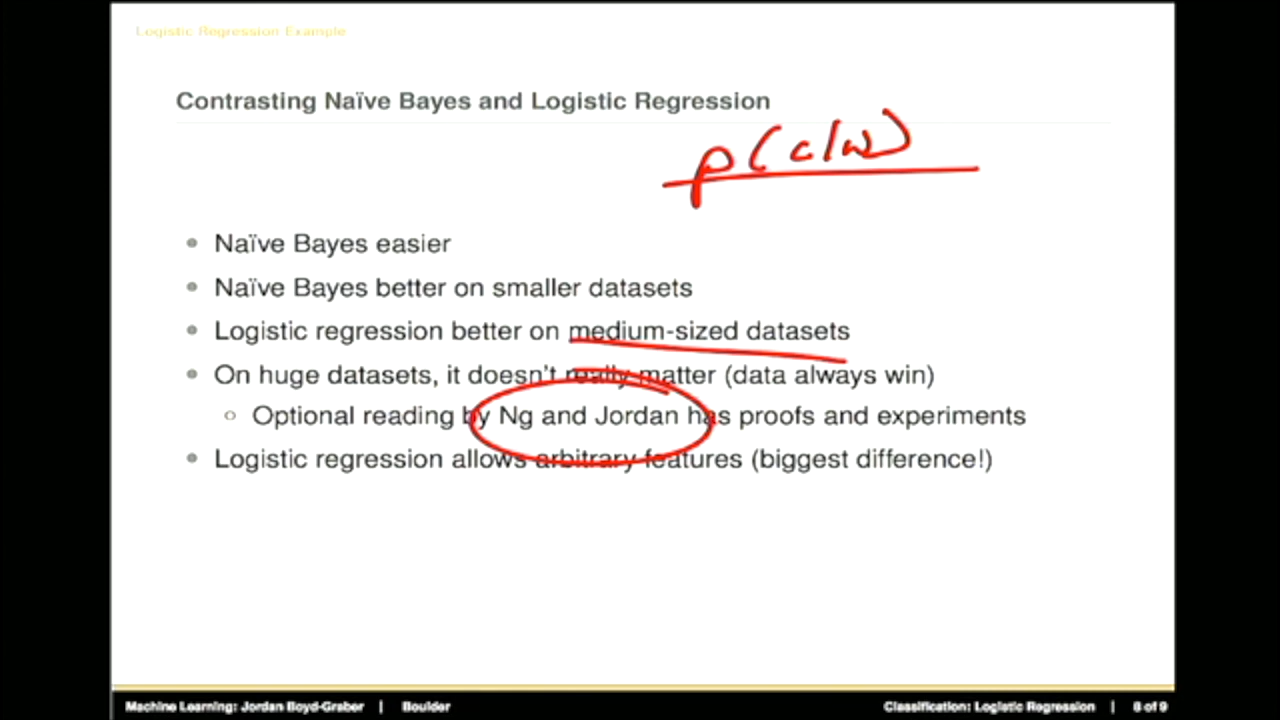 Logistic Regression Example
Contrasting Naïve Bayes and Logistic Regression
p(c|w)
Naïve Bayes easier
Naïve Bayes better on smaller datasets
Logistic regression better on medium-sized datasets
On huge datasets, it doesn't really matter (data always win)
Optional reading by Ng and Jordan has proofs and experiments
Logistic regression allows arbitrary features (biggest difference!)
Machine Learning: Jordan Boyd-Graber | Boulder Classification: Logistic Regression | 8 of 9